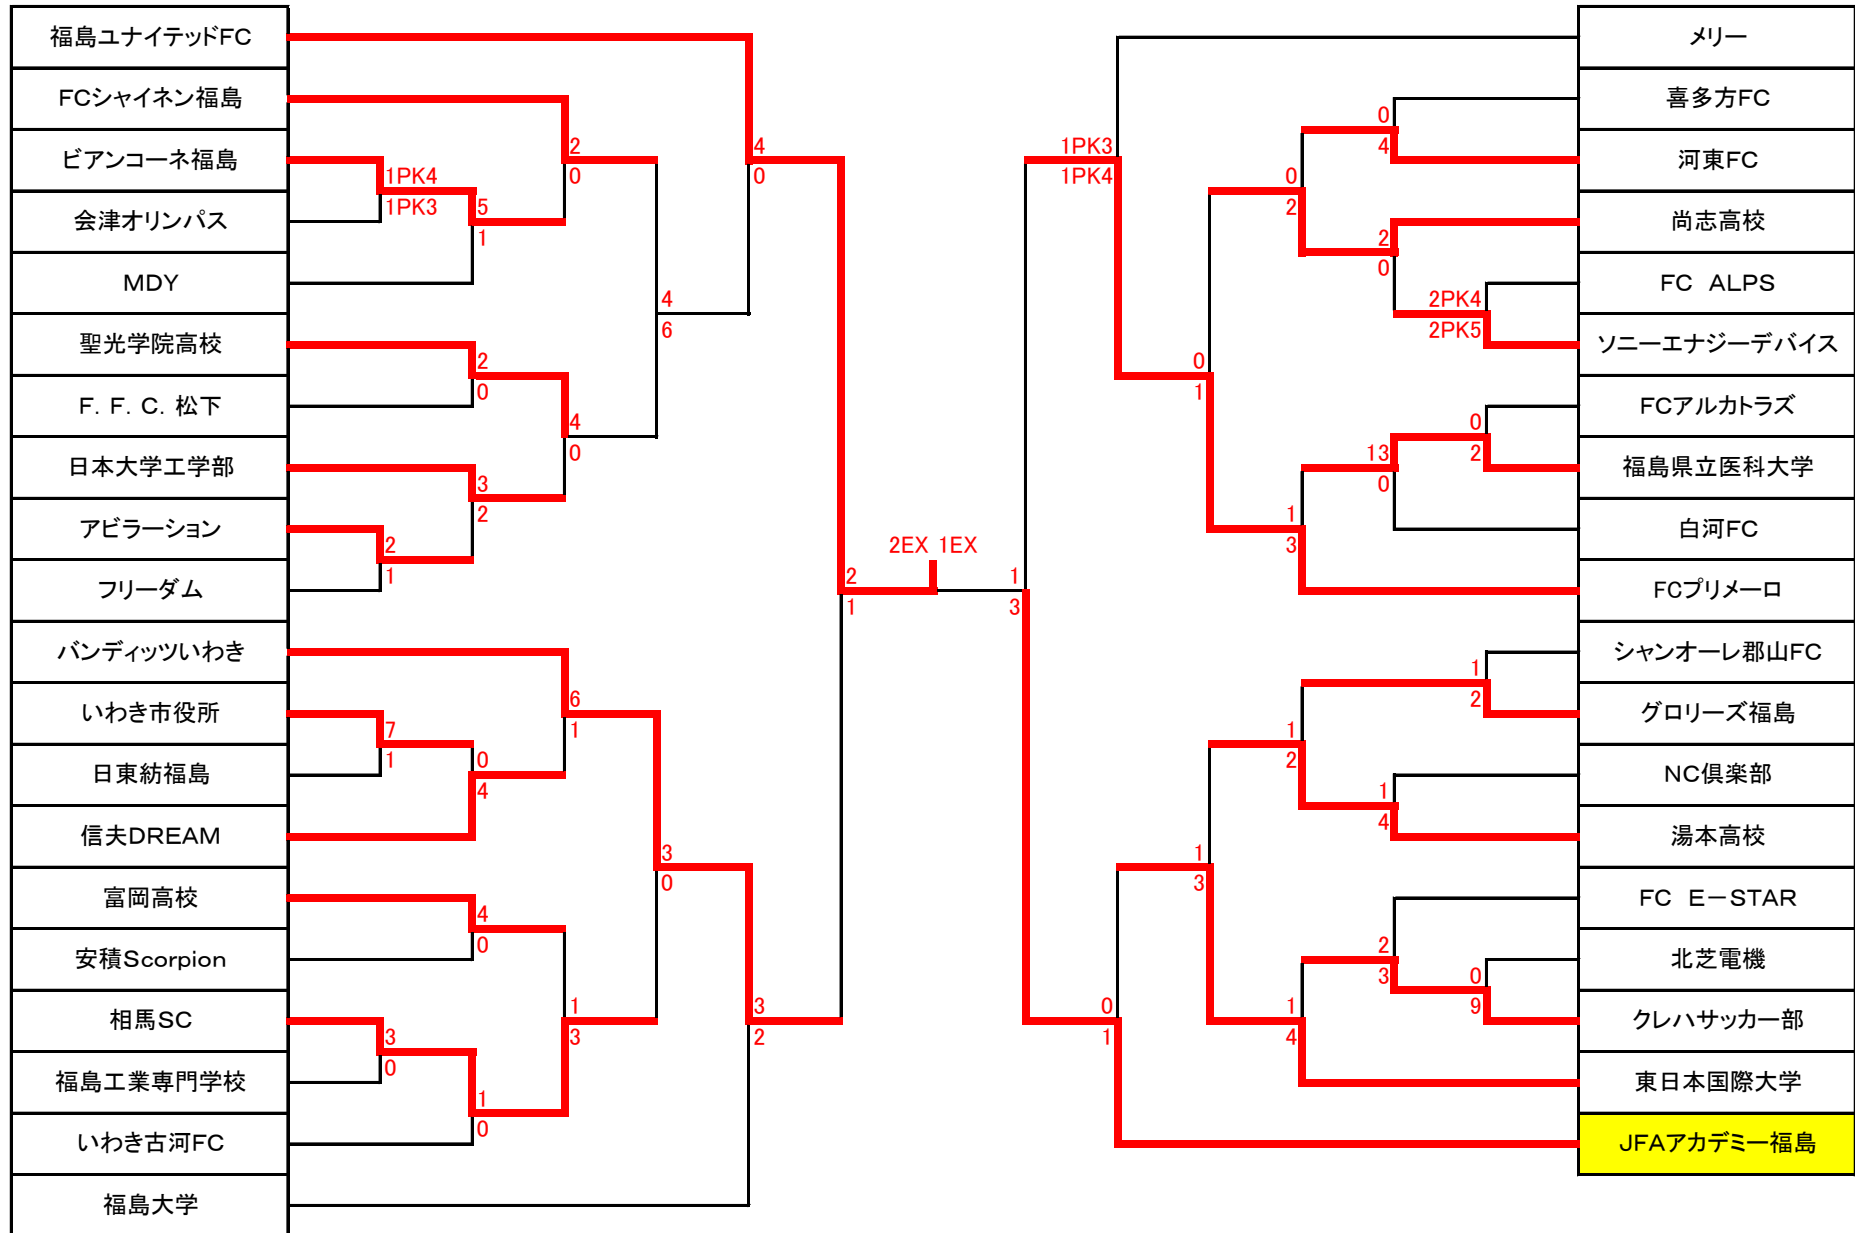 福島ユナイテッドFC
FCシャイネン福島
ビアンコーネ福島
会津オリンパス
MDY
聖光学院高校
F．F．C．松下
日本大学工学部
アビラーション
フリーダム
バンディッツいわき
いわき市役所
日東紡福島
信夫DREAM
富岡高校
安積Scorpion
相馬SC
福島工業専門学校
いわき古河FC
福島大学
1PK4
1PK3
5
1
2
0
2
0
3
2
2
1
4
0
4
6
4
0
7
1
0
4
6
1
4
0
3
0
1
0
1
3
3
0
3
2
2
1
2EX 1EX
1
3
1PK3
1PK4
0
4
0
2
2
0
2PK4
2PK5
0
1
0
2
13
0
1
3
1
2
1
2
1
4
1
3
2
3
0
9
1
4
0
1
メリー
喜多方FC
河東FC
尚志高校
FC ALPS
ソニーエナジーデバイス
FCアルカトラズ
福島県立医科大学
白河FC
FCプリメーロ
シャンオーレ郡山FC
グロリーズ福島
NC倶楽部
湯本高校
FC E－STAR
北芝電機
クレハサッカー部
東日本国際大学
JFAアカデミー福島